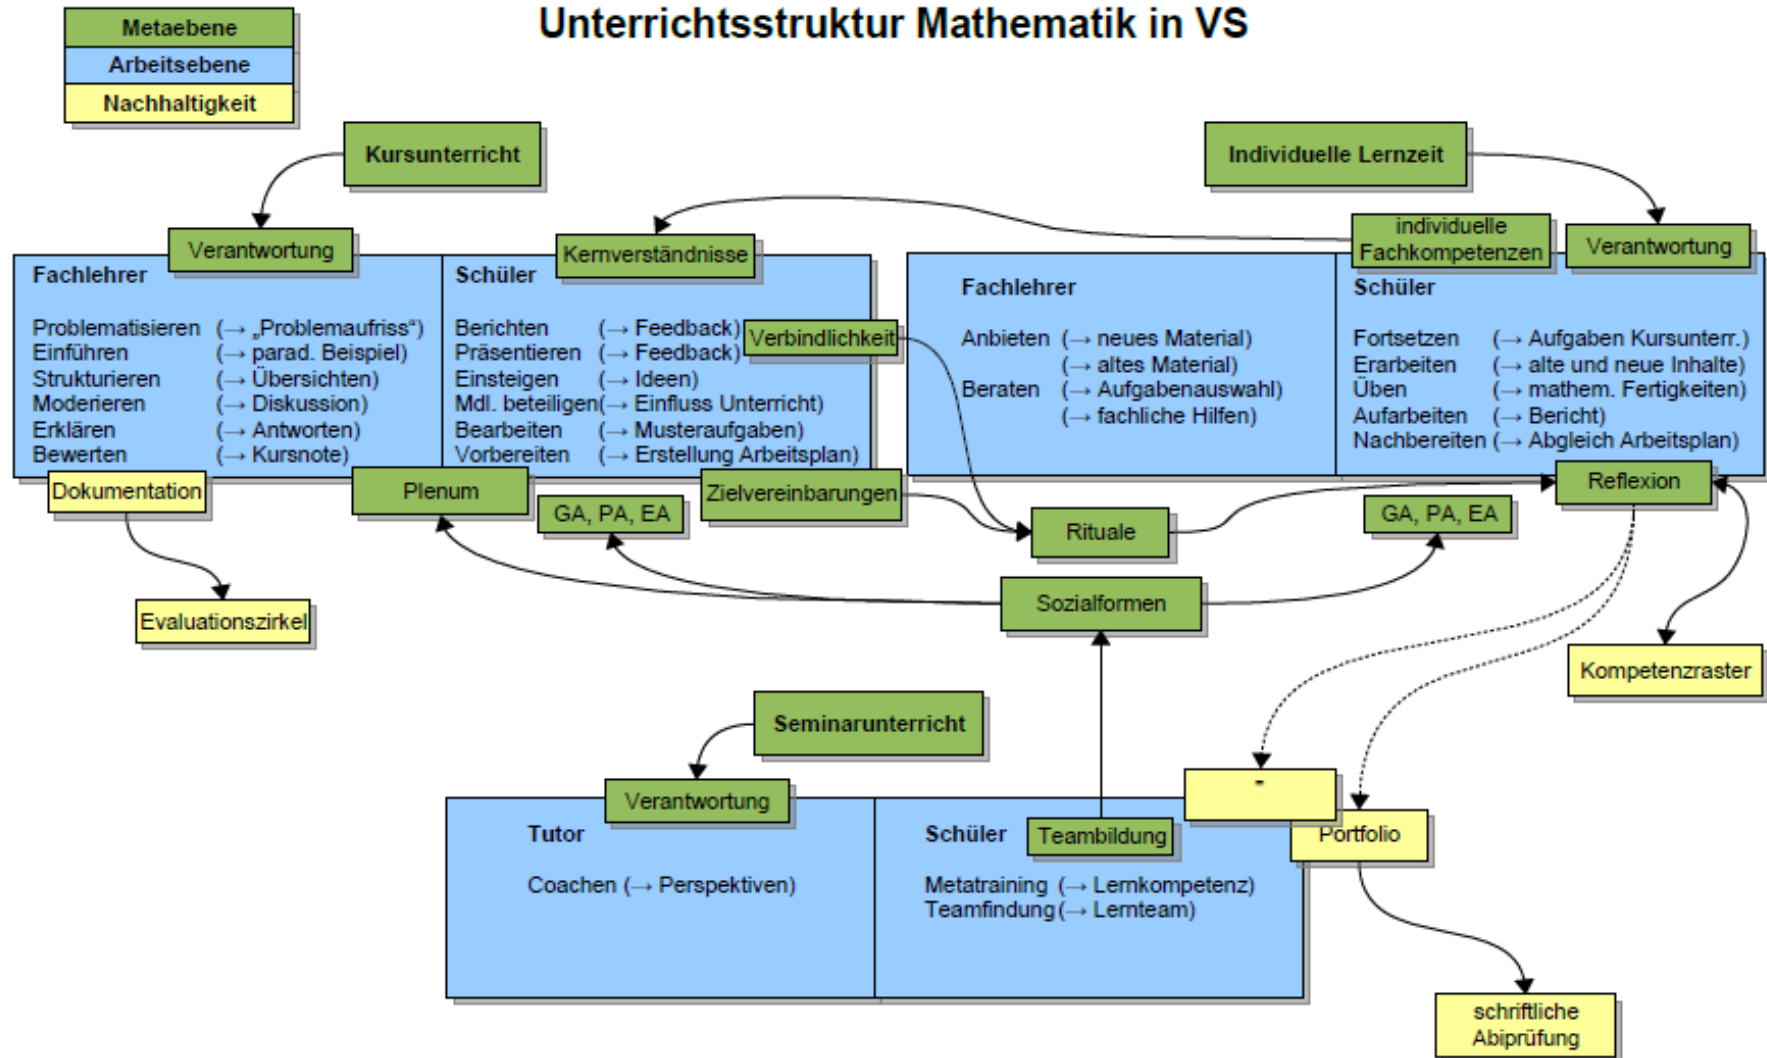 Unterrichtsstruktur Mathematik in VS
Metaebene
Arbeitsebene
Nachhaltigkeit
Kursunterricht
Individuelle Lernzeit
Verantwortung
Kernverständnisse
individuelle
Fachkompetenzen
Verantwortung
Fachlehrer
Problematisieren (→ „Problemaufriss“)
Einführen (→ parad. Beispiel)
Strukturieren (→ Übersichten)
Moderieren (→ Diskussion)
Erklären (→ Antworten)
Bewerten (→ Kursnote)
Schüler
Berichten (→ Feedback)
Präsentieren (→ Feedback)
Einsteigen (→ Ideen)
Mdl. beteiligen (→ Einfluss Unterricht)
Bearbeiten (→ Musteraufgaben)
Vorbereiten (→ Erstellung Arbeitsplan)
Verbindlichkeit
Fachlehrer
Anbieten (→ neues Material)
(→ altes Material)
Beraten (→ Aufgabenauswahl)
(→ fachliche Hilfen)
Schüler
Fortsetzen (→ Aufgaben Kursunterr.)
Erarbeiten (→ alte und neue Inhalte)
Üben (→ mathem. Fertigkeiten)
Aufarbeiten (→ Bericht)
Nachbereiten (→ Abgleich Arbeitsplan)
Dokumentation
Plenum
GA, PA, EA
Zielvereinbarungen
Rituale
GA, PA, EA
Reflexion
Evaluationszirkel
Sozialformen
Kompetenzraster
Seminarunterricht
Verantwortung
Tutor
Coachen (→ Perspektiven)
Schüler
Teambildung
Metatraining (→ Lernkompetenz)
Teamfindung (→ Lernteam)
-
Portfolio
schriftliche
Abiprüfung